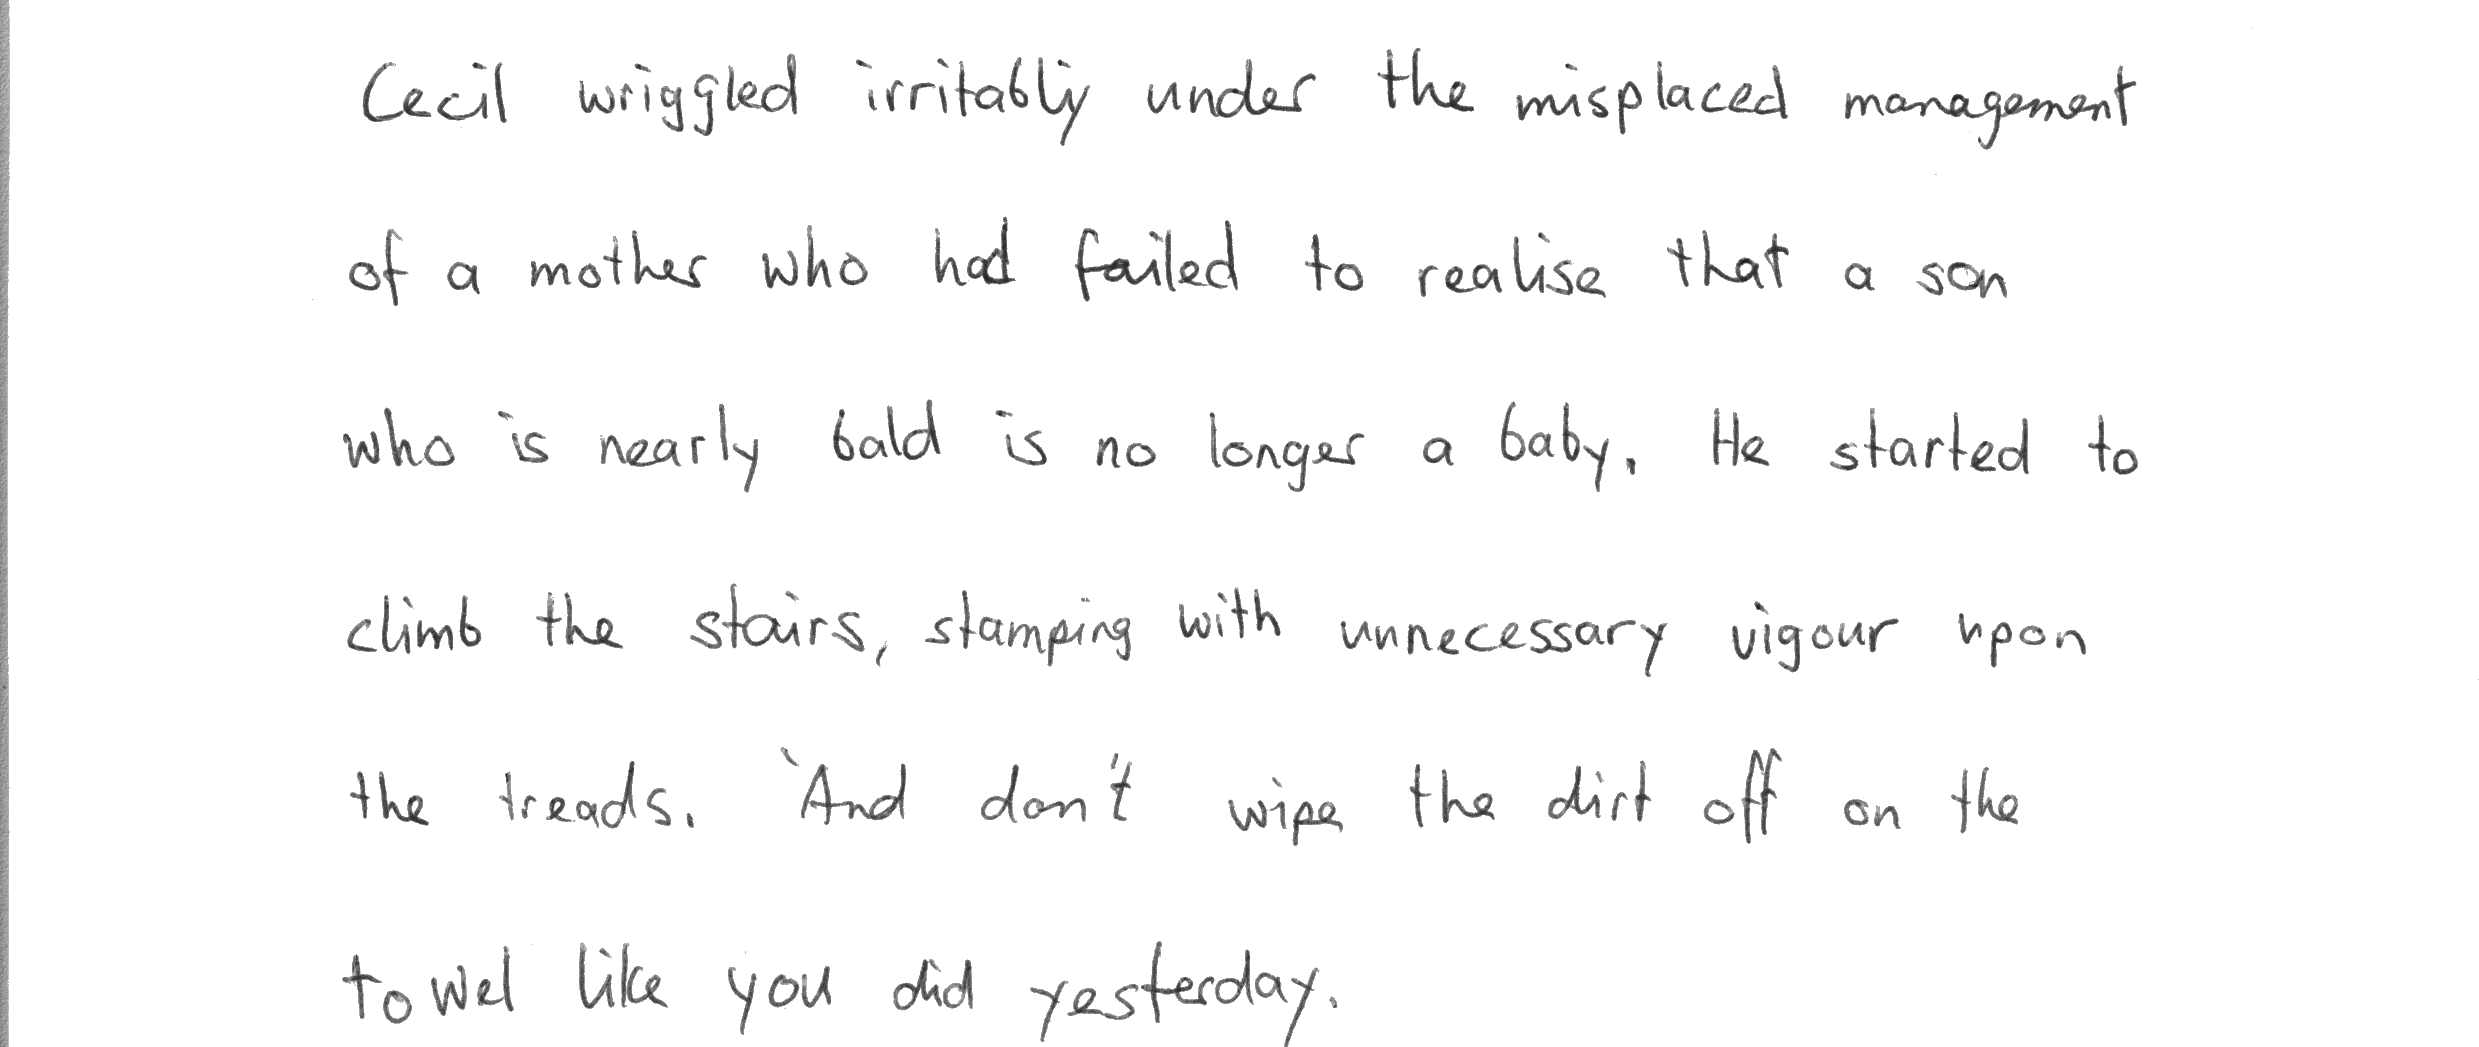 Cecil wriggled irritably under the misplaced management
of a mother who had failed to realise that a son
who is nearly bald is no longer a baby. He started to
climb the stairs, stamping with unnecessary vigour upon
the treads. 'And don't wipe the dirt off on the
towel like you did yesterday.